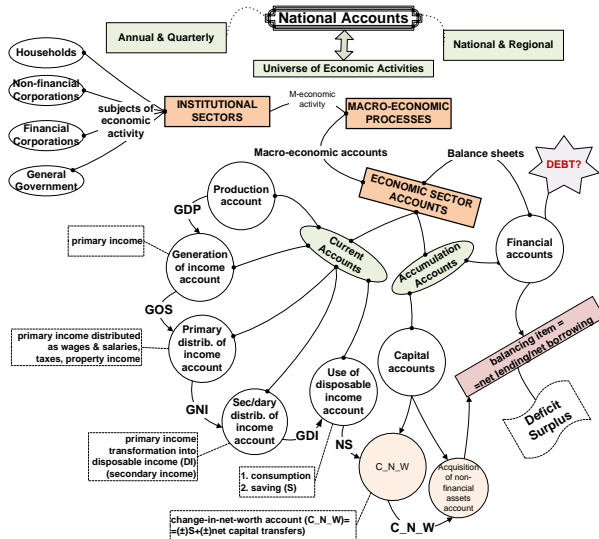 National Accounts
Annual & Quarterly
National & Regional
Universe of Economic Activities
Households
Non-financial
Corporations
Financial
Corporations
General
Government
subjects of
economic
activity
INSTITUTIONAL
SECTORS
M-economic
activity
MACRO-ECONOMIC
PROCESSES
Macro-economic accounts
Balance sheets
DEBT?
ECONOMIC SECTOR
ACCOUNTS
Production
account
GDP
primary income
Generation
of income
account
Current
Accounts
Accumulation
Accounts
Financial
accounts
GOS
primary income distributed
as wages & salaries,
taxes, property income
Primary
distrib. of
income
account
Capital
accounts
balancing item =
=net lending/net borrowing
GNI
Sec/dary
distrib. of
income
account
GDI
Use of
disposable
income
account
Deficit
Surplus
primary income
transformation into
disposable income (DI)
(secondary income)
NS
1. consumption
2. saving (S)
C_N_W
Acquisition
of non-
financial
assets
account
change-in-net-worth account (C_N_W)=
=(±)S+(±)net capital transfers)
C_N_W